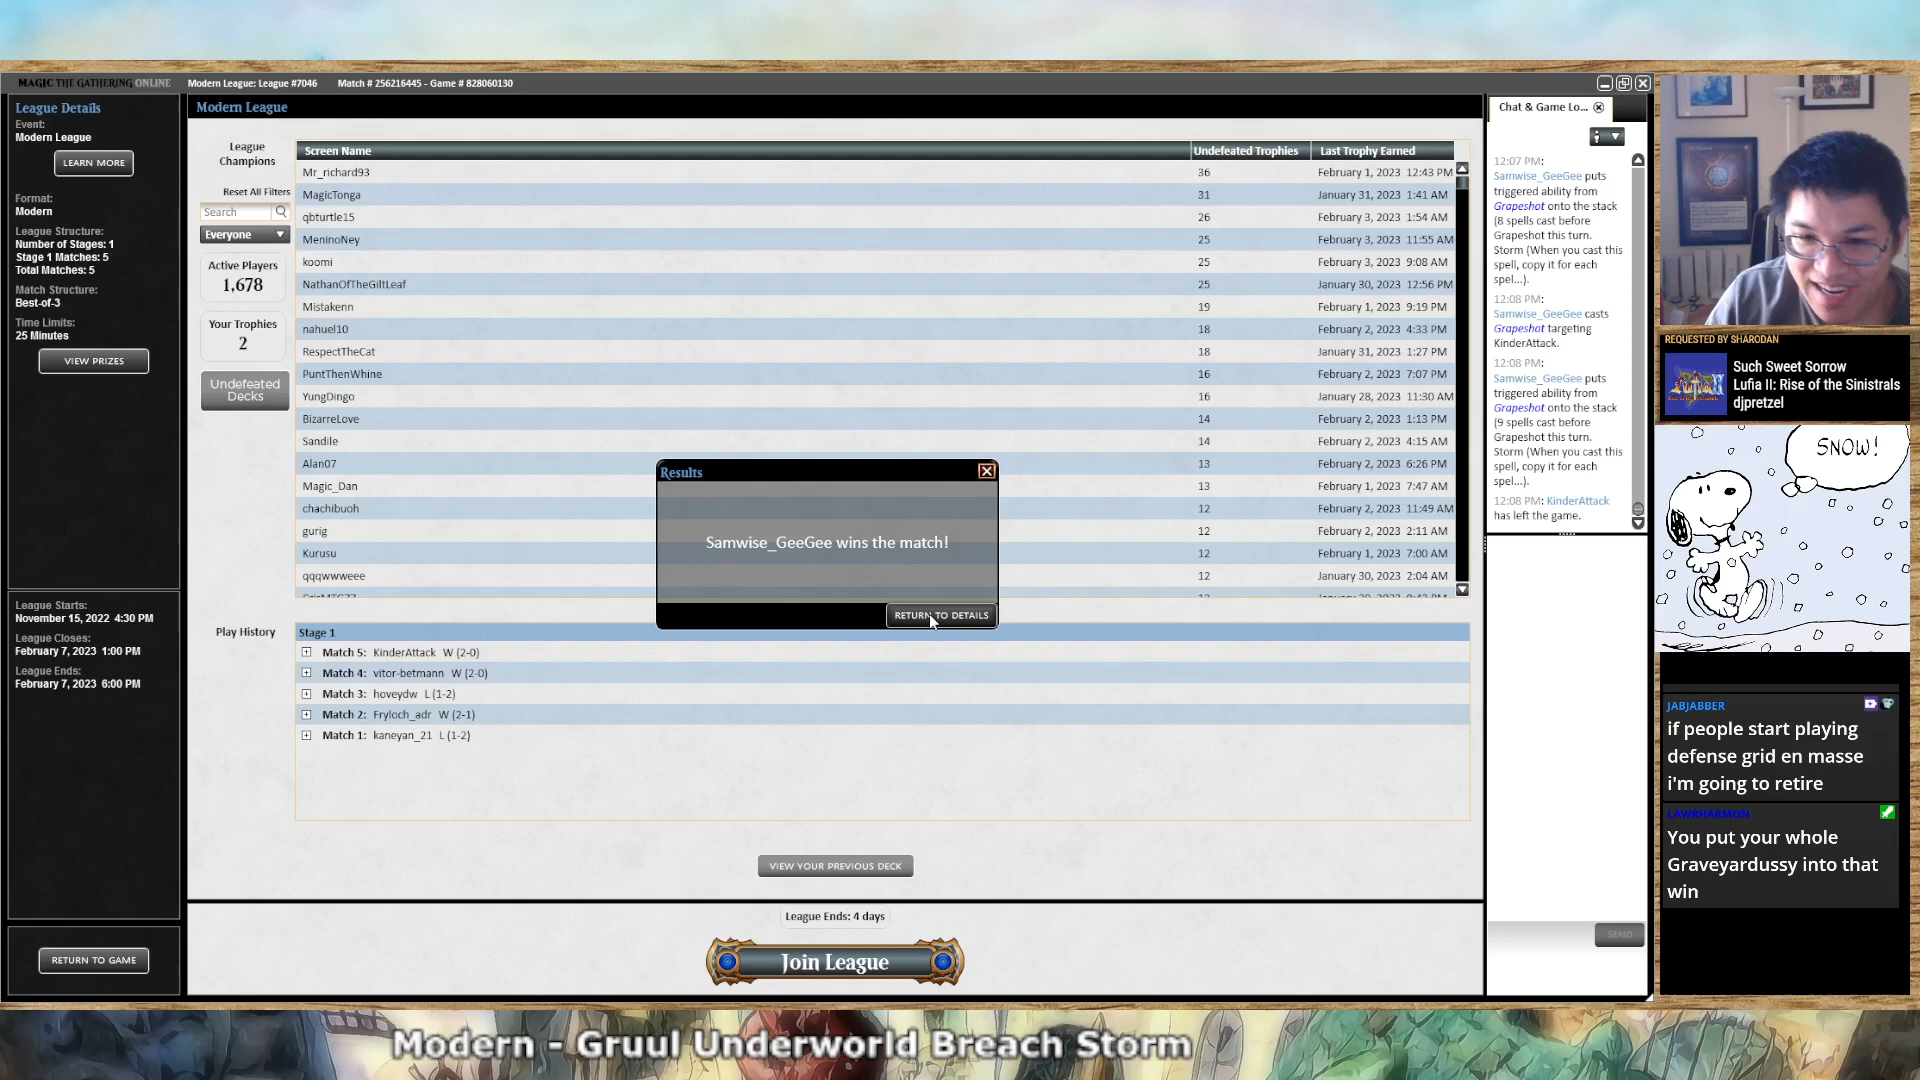 MAGIC THE GATHERING ONLINE
Modern League: League #7046
Match # 256216445 - Game # 828060130
League Details
Event:
Modern League
LEARN MORE
Format:
Modern
League Structure:
Number of Stages: 1
Stage 1 Matches: 5
Total Matches: 5
Match Structure:
Best-of-3
Time Limits:
25 Minutes
VIEW PRIZES
League Starts:
November 15, 2022 4:30 PM
League Closes:
February 7, 2023 1:00 PM
League Ends:
February 7, 2023 6:00 PM
RETURN TO GAME
Modern League
League
Champions
Reset All Filters
Search
Everyone
Active Players
1,678
Your Trophies
2
Undefeated
Decks
Screen Name Undefeated Trophies Last Trophy Earned
Mr_richard93 36 February 1, 2023 12:43 PM
MagicTonga 31 January 31, 2023 1:41 AM
qbturtle15 26 February 3, 2023 1:54 AM
MeninoNey 25 February 3, 2023 11:55 AM
koomi 25 February 3, 2023 9:08 AM
NathanOfTheGiltLeaf 25 January 30, 2023 12:56 PM
Mistakenn 19 February 1, 2023 9:19 PM
nahuel10 18 February 2, 2023 4:33 PM
RespectTheCat 18 January 31, 2023 1:27 PM
PuntThenWhine 16 February 2, 2023 7:07 PM
YungDingo 16 January 28, 2023 11:30 AM
BizarreLove 14 February 2, 2023 1:13 PM
Sandile 14 February 2, 2023 4:15 AM
Alan07 13 February 2, 2023 6:26 PM
Magic_Dan 13 February 1, 2023 7:47 AM
chachibuoh 12 February 2, 2023 11:49 AM
gurig 12 February 2, 2023 2:11 AM
Kurusu 12 February 1, 2023 7:00 AM
qqqwwweee 12 January 30, 2023 2:04 AM
Results
Samwise_GeeGee wins the match!
RETURN TO DETAILS
Play History
Stage 1
Match 5: KinderAttack W (2-0)
Match 4: vitor-betmann W (2-0)
Match 3: hoveydw L (1-2)
Match 2: Fryloch_adr W (2-1)
Match 1: kaneyan_21 L (1-2)
VIEW YOUR PREVIOUS DECK
League Ends: 4 days
Join League
Chat & Game Lo...
12:07 PM:
Samwise_GeeGee puts
triggered ability from
Grapeshot onto the stack
(8 spells cast before
Grapeshot this turn.
Storm (When you cast this
spell, copy it for each
spel...).
12:08 PM:
Samwise_GeeGee casts
Grapeshot targeting
KinderAttack.
12:08 PM:
Samwise_GeeGee puts
triggered ability from
Grapeshot onto the stack
(9 spells cast before
Grapeshot this turn.
Storm (When you cast this
spell, copy it for each
spel...).
12:08 PM: KinderAttack
has left the game.
SEND
REQUESTED BY SHARODAN
Such Sweet Sorrow
Lufia II: Rise of the Sinistrals
djpretzel
SNOW!
JABJABBER
if people start playing
defense grid en masse
i'm going to retire
LAWRHARMON
You put your whole
Graveyardussy into that
win
Modern - Gruul Underworld Breach Storm